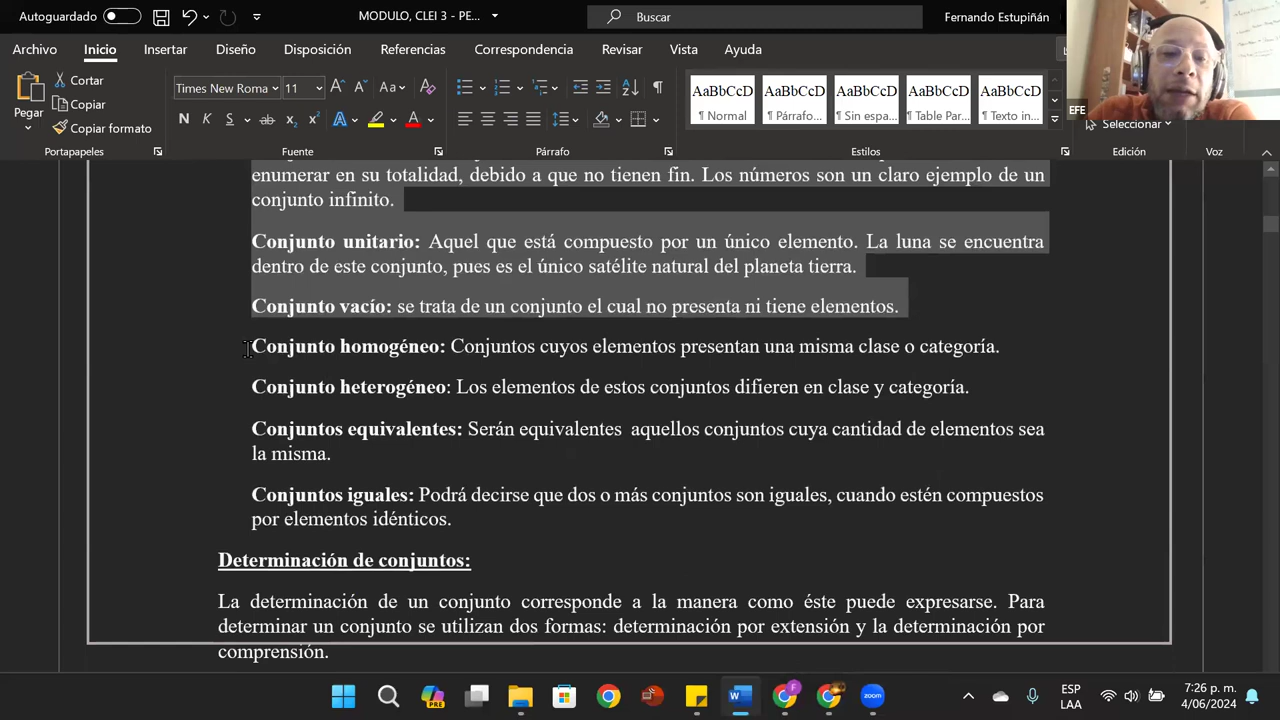 Autoguardado
MODULO, CLEI 3 - PE...
Buscar
Fernando Estupiñán
Archivo Inicio Insertar Diseño Disposición Referencias Correspondencia Revisar Vista Ayuda
Pegar
Cortar
Copiar
Copiar formato
Portapapeles
Times New Roma 11
N K S ab x₂ x² A A
Fuente
Párrafo
AaBbCcD AaBbCcD AaBbCcD AaBbCcD AaBbCcD
¶ Normal ¶ Párrafo... ¶ Sin espa... ¶ Table Par... ¶ Texto in...
Estilos
Seleccionar
Edición
Voz
EFE
enumerar en su totalidad, debido a que no tienen fin. Los números son un claro ejemplo de un
conjunto infinito.
Conjunto unitario: Aquel que está compuesto por un único elemento. La luna se encuentra
dentro de este conjunto, pues es el único satélite natural del planeta tierra.
Conjunto vacío: se trata de un conjunto el cual no presenta ni tiene elementos.
Conjunto homogéneo: Conjuntos cuyos elementos presentan una misma clase o categoría.
Conjunto heterogéneo: Los elementos de estos conjuntos difieren en clase y categoría.
Conjuntos equivalentes: Serán equivalentes aquellos conjuntos cuya cantidad de elementos sea
la misma.
Conjuntos iguales: Podrá decirse que dos o más conjuntos son iguales, cuando estén compuestos
por elementos idénticos.
Determinación de conjuntos:
La determinación de un conjunto corresponde a la manera como éste puede expresarse. Para
determinar un conjunto se utilizan dos formas: determinación por extensión y la determinación por
comprensión.
PRE
zoom
ESP
LAA
7:26 p. m.
4/06/2024